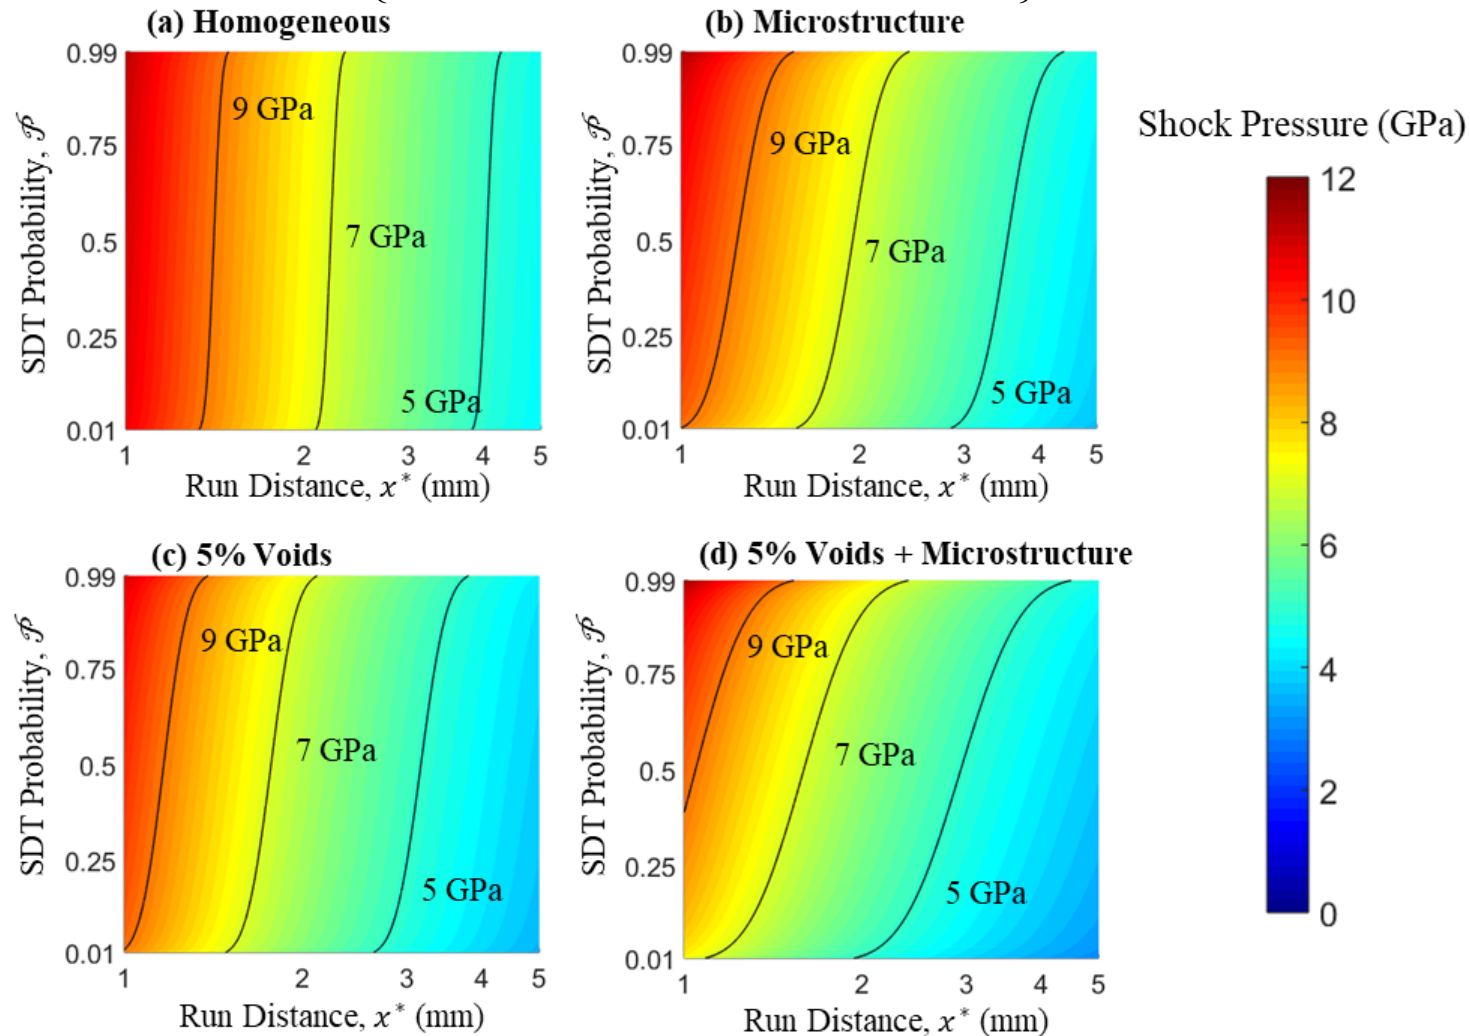 (a) Homogeneous
0.99
0.75
0.5
0.25
0.01
SDT Probability, 𝒫
9 GPa
7 GPa
5 GPa
1 2 3 4 5
Run Distance, x* (mm)
(b) Microstructure
0.99
0.75
0.5
0.25
0.01
SDT Probability, 𝒫
9 GPa
7 GPa
5 GPa
1 2 3 4 5
Run Distance, x* (mm)
Shock Pressure (GPa)
12
10
8
6
4
2
0
(c) 5% Voids
0.99
0.75
0.5
0.25
0.01
SDT Probability, 𝒫
9 GPa
7 GPa
5 GPa
1 2 3 4 5
Run Distance, x* (mm)
(d) 5% Voids + Microstructure
0.99
0.75
0.5
0.25
0.01
SDT Probability, 𝒫
9 GPa
7 GPa
5 GPa
1 2 3 4 5
Run Distance, x* (mm)